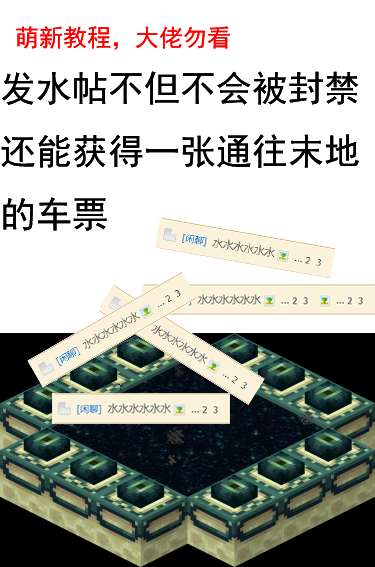 萌新教程，大佬勿看
发水帖不但不会被封禁
还能获得一张通往末地
的车票
[闲聊] 水水水水水水 ...2 3
水水水水水水 ...2 3 ...2 3
[闲聊] 水水水水水水 ...2 3
水水水水水水 ...2 3
[闲聊] 水水水水水水 ...2 3